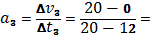 a₃ = Δv₃/Δt₃ = (20 − 0)/(20 − 12) =